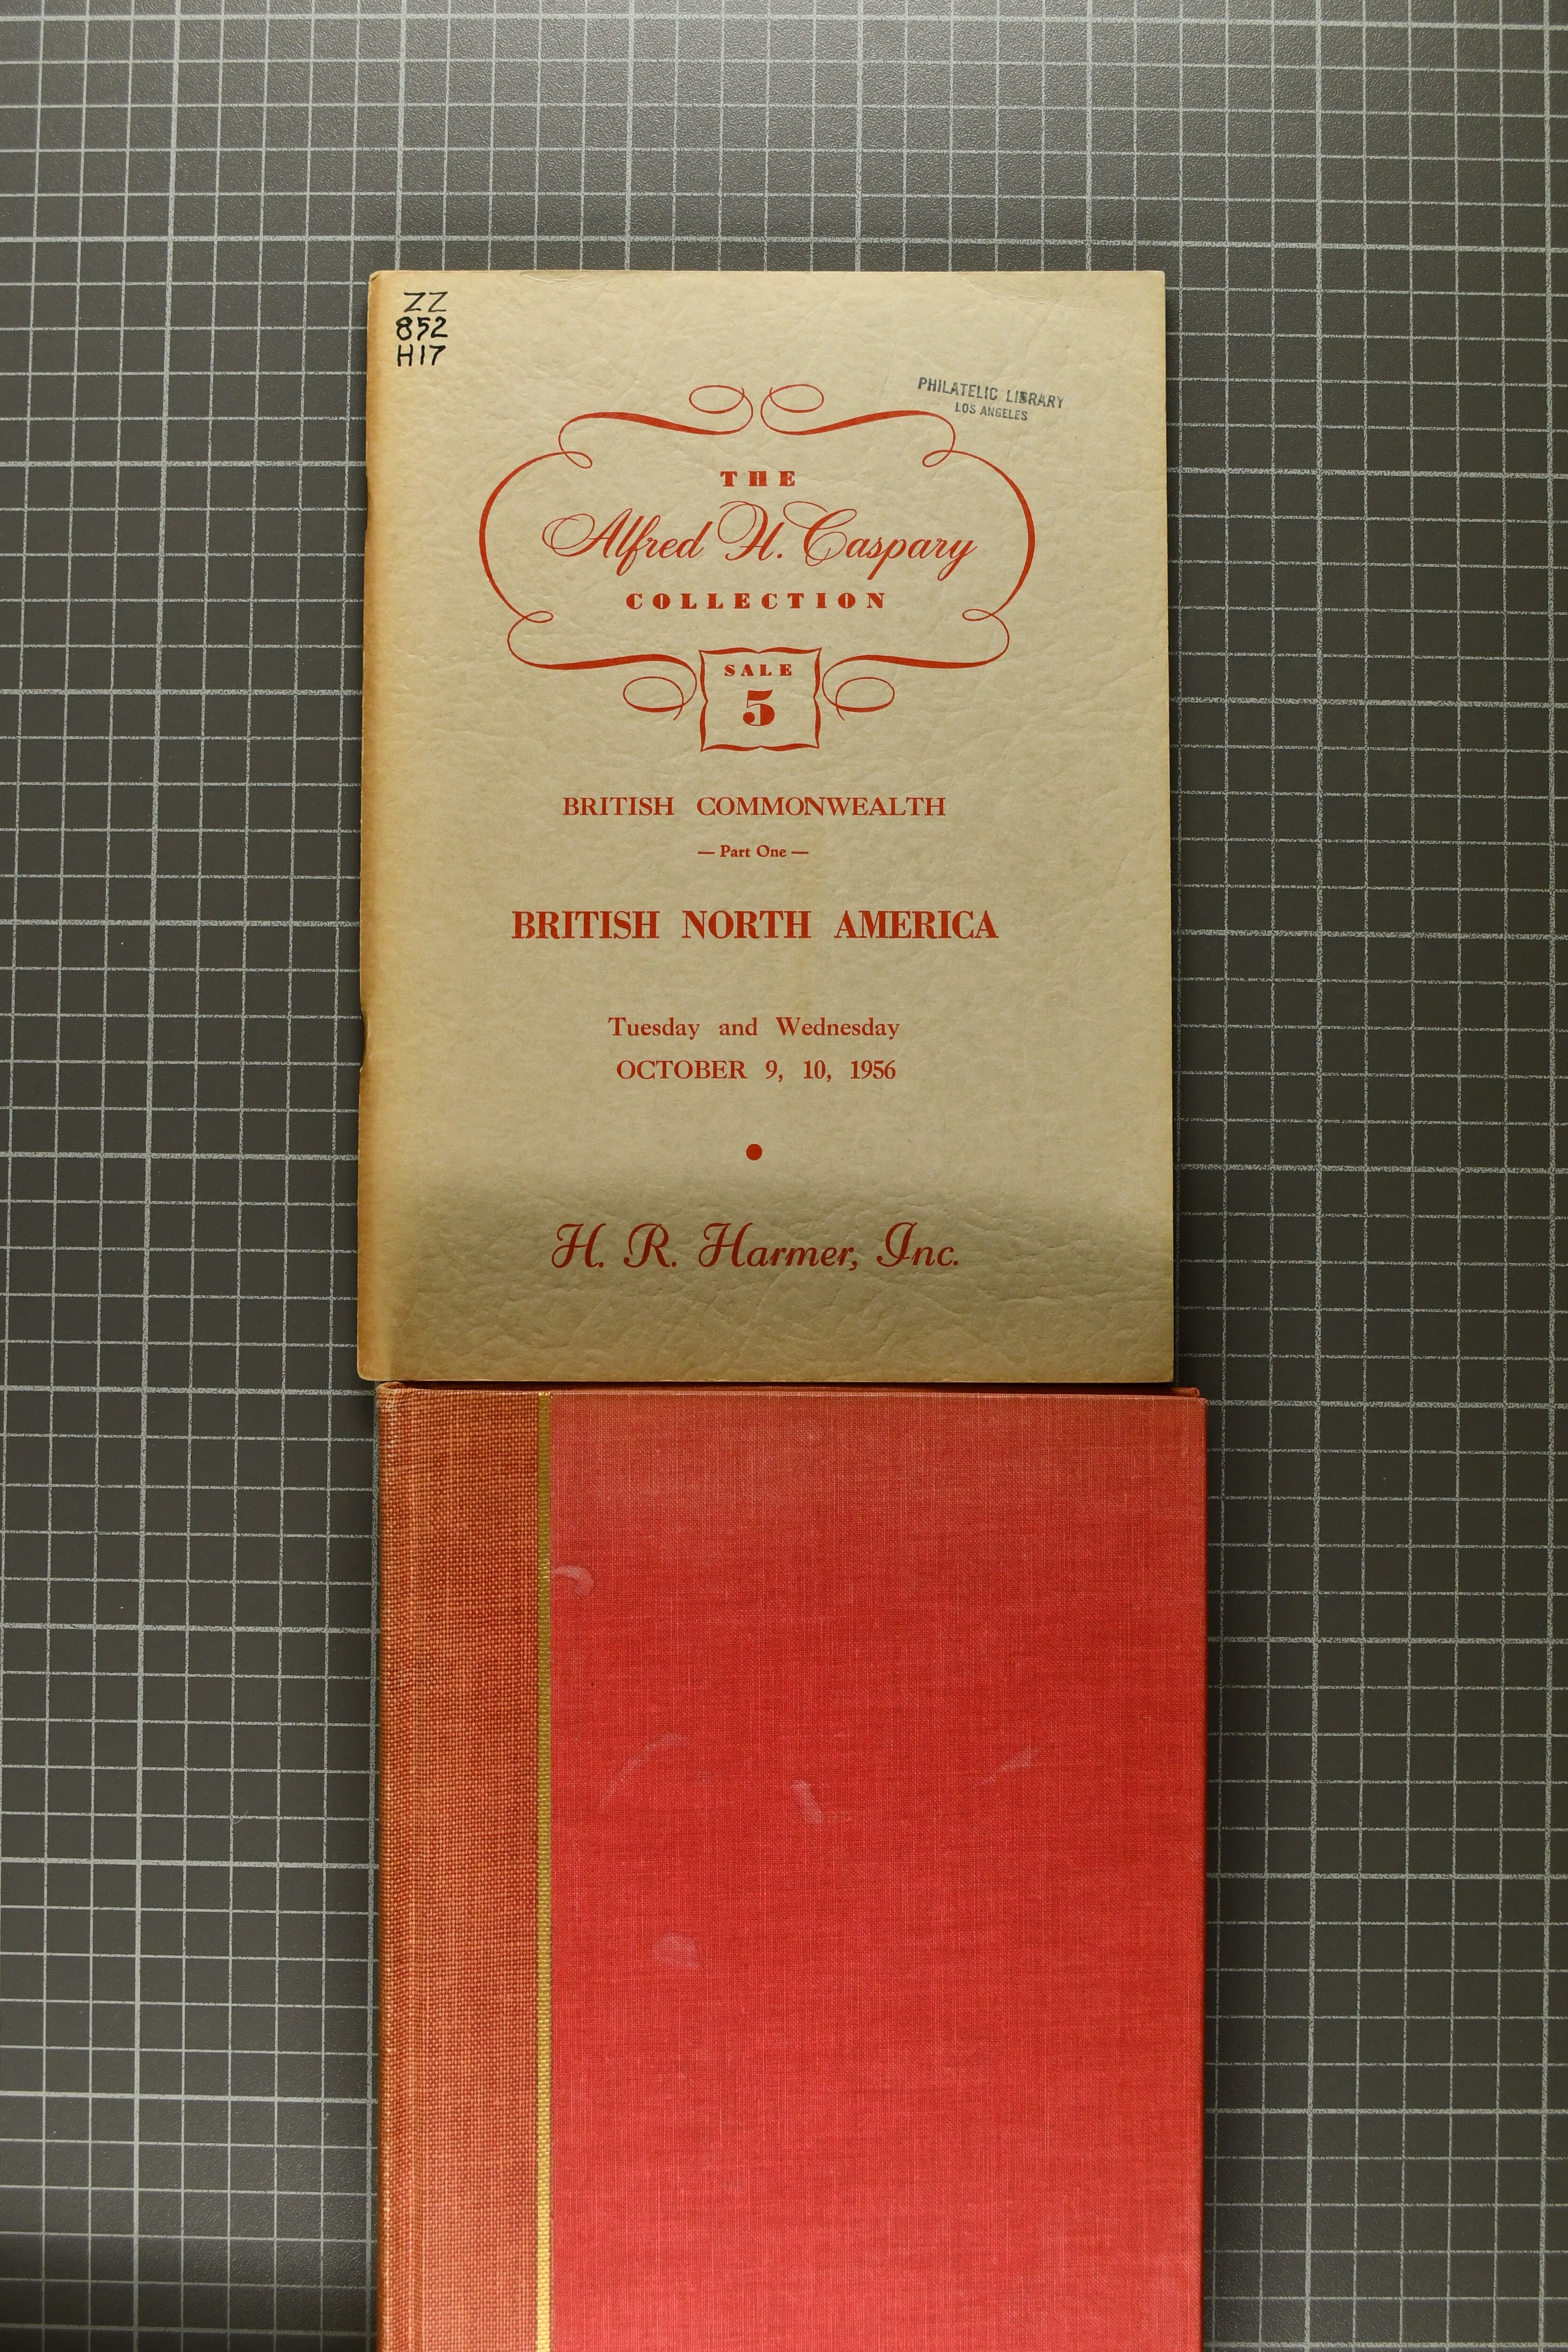 ZZ
852
H17
PHILATELIC LIBRARY
LOS ANGELES
THE
Alfred H. Caspary
COLLECTION
SALE
5
BRITISH COMMONWEALTH
— Part One —
BRITISH NORTH AMERICA
Tuesday and Wednesday
OCTOBER 9, 10, 1956
H. R. Harmer, Inc.